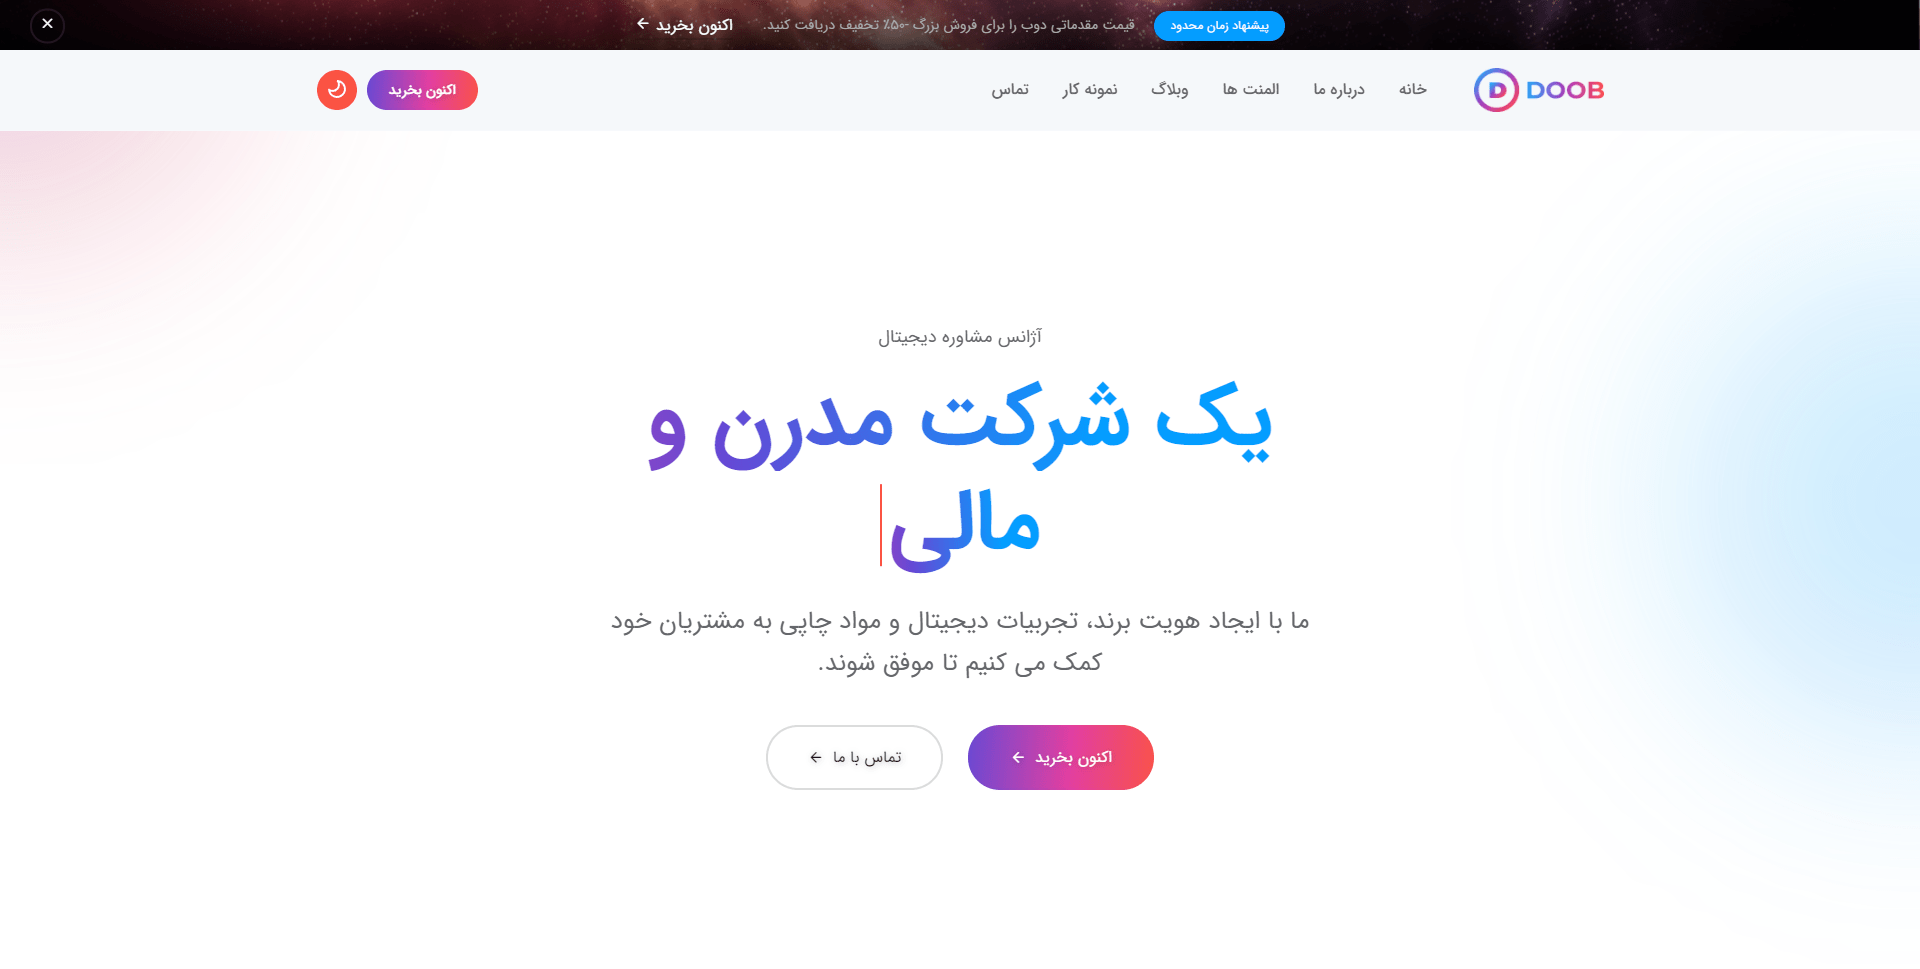 پیشنهاد زمان محدود
قیمت مقدماتی دوب را برای فروش بزرگ -50٪ تخفیف دریافت کنید.
اکنون بخرید
D DOOB
خانه
درباره ما
المنت ها
وبلاگ
نمونه کار
تماس
اکنون بخرید
آژانس مشاوره دیجیتال
یک شرکت مدرن و
مالی
ما با ایجاد هویت برند، تجربیات دیجیتال و مواد چاپی به مشتریان خود
کمک می کنیم تا موفق شوند.
اکنون بخرید
تماس با ما